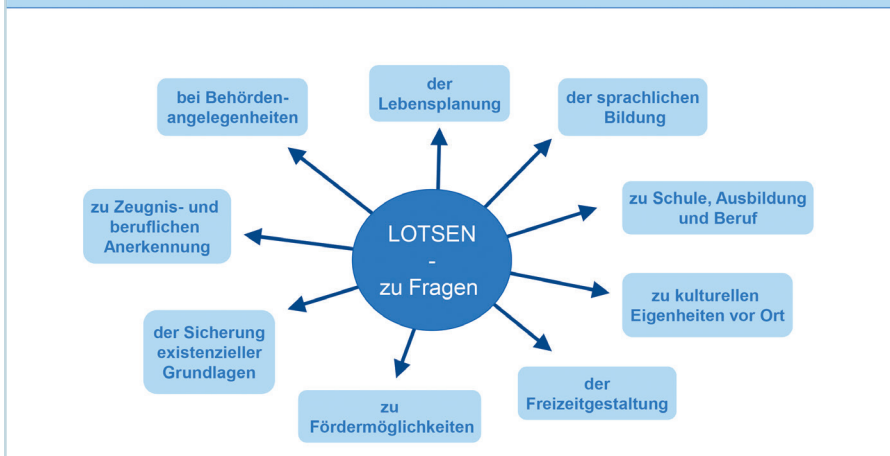 bei Behörden-
angelegenheiten
der
Lebensplanung
der sprachlichen
Bildung
zu Zeugnis- und
beruflichen
Anerkennung
LOTSEN
-
zu Fragen
zu Schule, Ausbildung
und Beruf
zu kulturellen
Eigenheiten vor Ort
der Sicherung
existenzieller
Grundlagen
zu
Fördermöglichkeiten
der
Freizeitgestaltung